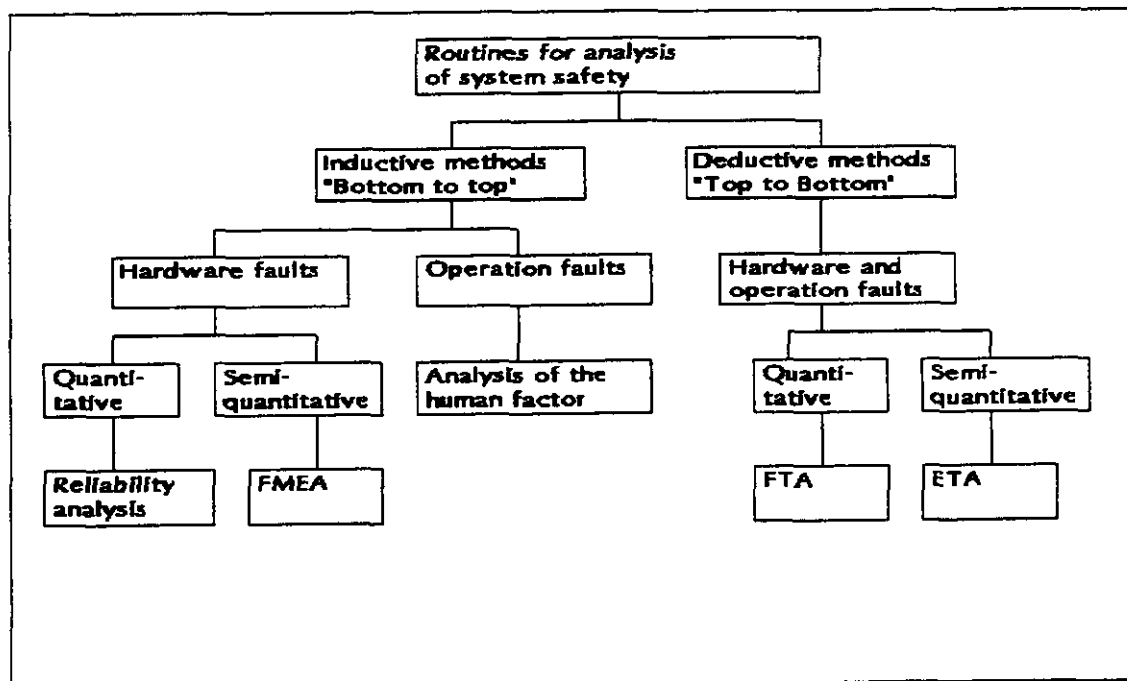 Routines for analysis
of system safety
Inductive methods
"Bottom to top"
Deductive methods
"Top to Bottom"
Hardware faults
Operation faults
Hardware and
operation faults
Quanti-
tative
Semi-
quantitative
Analysis of the
human factor
Quanti-
tative
Semi-
quantitative
Reliability
analysis
FMEA
FTA
ETA